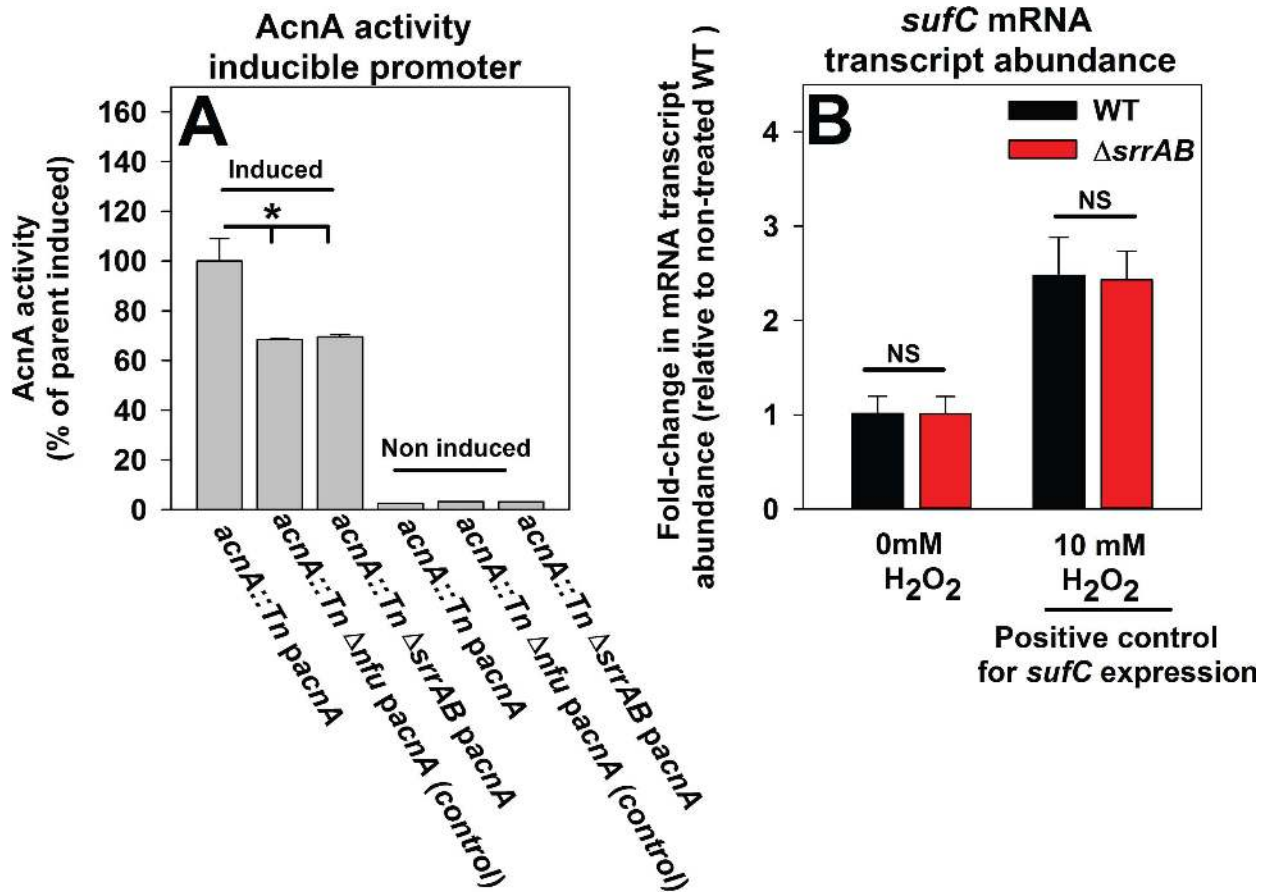 AcnA activity
inducible promoter
A
AcnA activity
(% of parent induced)
160
140
120
100
80
60
40
20
0
Induced
*
Non induced
acnA::Tn pacnA
acnA::Tn Δnfu pacnA (control)
acnA::Tn ΔsrrAB pacnA
acnA::Tn pacnA
acnA::Tn Δnfu pacnA (control)
acnA::Tn ΔsrrAB pacnA
sufC mRNA
transcript abundance
B
Fold-change in mRNA transcript
abundance (relative to non-treated WT )
4
3
2
1
0
WT
ΔsrrAB
NS
NS
0mM
H₂O₂
10 mM
H₂O₂
Positive control
for sufC expression